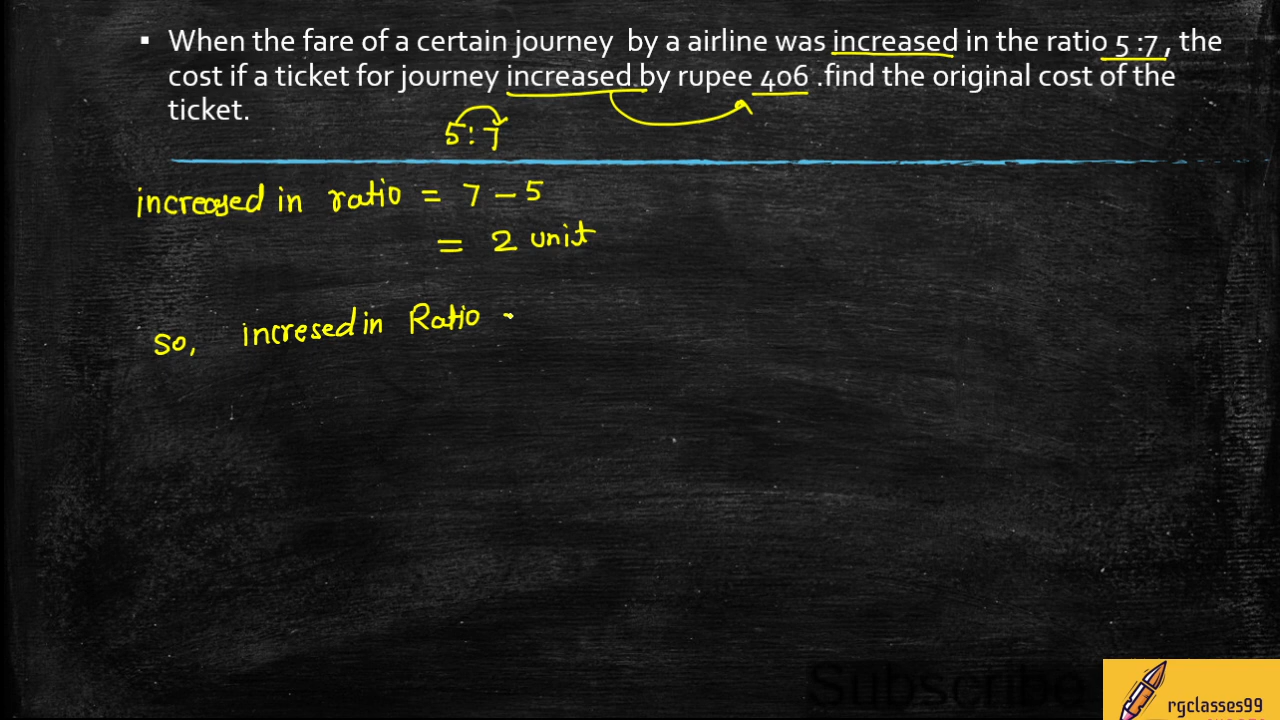 ▪ When the fare of a certain journey by a airline was increased in the ratio 5 :7 , the
cost if a ticket for journey increased by rupee 406 .find the original cost of the
ticket.
5 : 7
increased in ratio = 7 - 5
= 2 unit
So, incresed in Ratio
Subscribe
rgclasses99